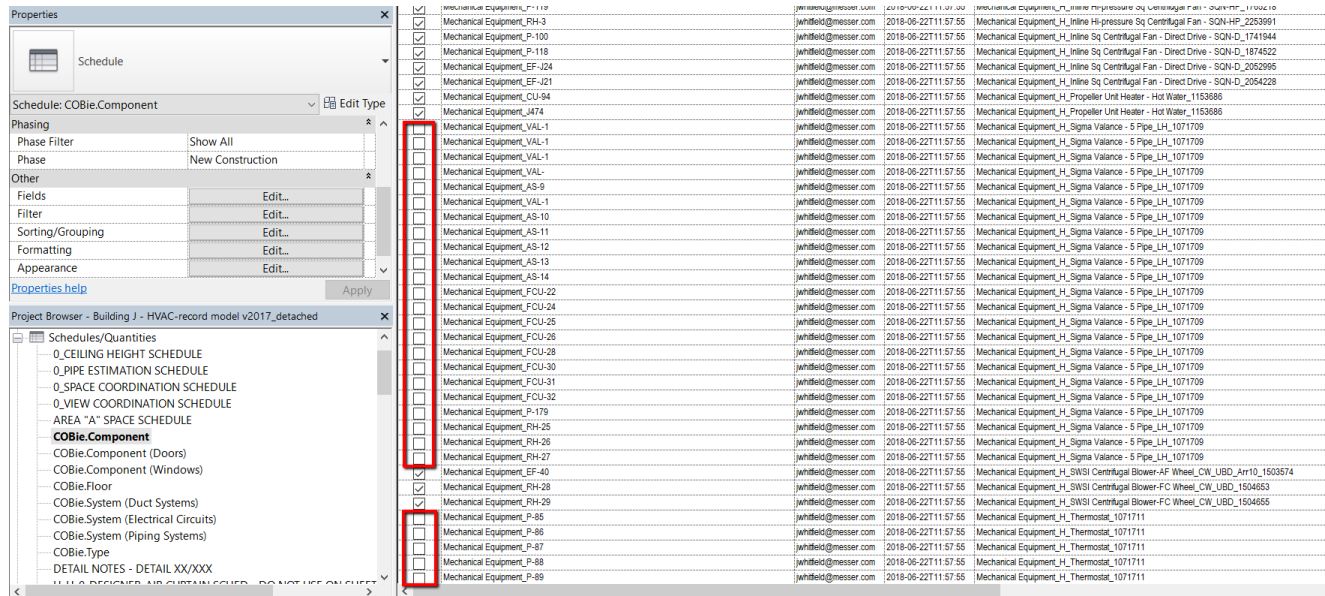 Properties
Schedule
Schedule: COBie.Component
Edit Type
Phasing
Phase Filter Show All
Phase New Construction
Other
Fields Edit...
Filter Edit...
Sorting/Grouping Edit...
Formatting Edit...
Appearance Edit...
Properties help Apply
Project Browser - Building J - HVAC-record model v2017_detached
Schedules/Quantities
0_CEILING HEIGHT SCHEDULE
0_PIPE ESTIMATION SCHEDULE
0_SPACE COORDINATION SCHEDULE
0_VIEW COORDINATION SCHEDULE
AREA "A" SPACE SCHEDULE
COBie.Component
COBie.Component (Doors)
COBie.Component (Windows)
COBie.Floor
COBie.System (Duct Systems)
COBie.System (Electrical Circuits)
COBie.System (Piping Systems)
COBie.Type
DETAIL NOTES - DETAIL XX/XXX
Mechanical Equipment_RH-3 jwhitfield@messer.com 2018-06-22T11:57:55 Mechanical Equipment_H_Inline Hi-pressure Sq Centrifugal Fan - SQN-HP_2253991
Mechanical Equipment_P-100 jwhitfield@messer.com 2018-06-22T11:57:55 Mechanical Equipment_H_Inline Sq Centrifugal Fan - Direct Drive - SQN-D_1741944
Mechanical Equipment_P-118 jwhitfield@messer.com 2018-06-22T11:57:55 Mechanical Equipment_H_Inline Sq Centrifugal Fan - Direct Drive - SQN-D_1874522
Mechanical Equipment_EF-J24 jwhitfield@messer.com 2018-06-22T11:57:55 Mechanical Equipment_H_Inline Sq Centrifugal Fan - Direct Drive - SQN-D_2052995
Mechanical Equipment_EF-J21 jwhitfield@messer.com 2018-06-22T11:57:55 Mechanical Equipment_H_Inline Sq Centrifugal Fan - Direct Drive - SQN-D_2054228
Mechanical Equipment_CU-94 jwhitfield@messer.com 2018-06-22T11:57:55 Mechanical Equipment_H_Propeller Unit Heater - Hot Water_1153686
Mechanical Equipment_J474 jwhitfield@messer.com 2018-06-22T11:57:55 Mechanical Equipment_H_Propeller Unit Heater - Hot Water_1153686
Mechanical Equipment_VAL-1 jwhitfield@messer.com 2018-06-22T11:57:55 Mechanical Equipment_H_Sigma Valance - 5 Pipe_LH_1071709
Mechanical Equipment_VAL-1 jwhitfield@messer.com 2018-06-22T11:57:55 Mechanical Equipment_H_Sigma Valance - 5 Pipe_LH_1071709
Mechanical Equipment_VAL-1 jwhitfield@messer.com 2018-06-22T11:57:55 Mechanical Equipment_H_Sigma Valance - 5 Pipe_LH_1071709
Mechanical Equipment_VAL- jwhitfield@messer.com 2018-06-22T11:57:55 Mechanical Equipment_H_Sigma Valance - 5 Pipe_LH_1071709
Mechanical Equipment_AS-9 jwhitfield@messer.com 2018-06-22T11:57:55 Mechanical Equipment_H_Sigma Valance - 5 Pipe_LH_1071709
Mechanical Equipment_VAL-1 jwhitfield@messer.com 2018-06-22T11:57:55 Mechanical Equipment_H_Sigma Valance - 5 Pipe_LH_1071709
Mechanical Equipment_AS-10 jwhitfield@messer.com 2018-06-22T11:57:55 Mechanical Equipment_H_Sigma Valance - 5 Pipe_LH_1071709
Mechanical Equipment_AS-11 jwhitfield@messer.com 2018-06-22T11:57:55 Mechanical Equipment_H_Sigma Valance - 5 Pipe_LH_1071709
Mechanical Equipment_AS-12 jwhitfield@messer.com 2018-06-22T11:57:55 Mechanical Equipment_H_Sigma Valance - 5 Pipe_LH_1071709
Mechanical Equipment_AS-13 jwhitfield@messer.com 2018-06-22T11:57:55 Mechanical Equipment_H_Sigma Valance - 5 Pipe_LH_1071709
Mechanical Equipment_AS-14 jwhitfield@messer.com 2018-06-22T11:57:55 Mechanical Equipment_H_Sigma Valance - 5 Pipe_LH_1071709
Mechanical Equipment_FCU-22 jwhitfield@messer.com 2018-06-22T11:57:55 Mechanical Equipment_H_Sigma Valance - 5 Pipe_LH_1071709
Mechanical Equipment_FCU-24 jwhitfield@messer.com 2018-06-22T11:57:55 Mechanical Equipment_H_Sigma Valance - 5 Pipe_LH_1071709
Mechanical Equipment_FCU-25 jwhitfield@messer.com 2018-06-22T11:57:55 Mechanical Equipment_H_Sigma Valance - 5 Pipe_LH_1071709
Mechanical Equipment_FCU-26 jwhitfield@messer.com 2018-06-22T11:57:55 Mechanical Equipment_H_Sigma Valance - 5 Pipe_LH_1071709
Mechanical Equipment_FCU-28 jwhitfield@messer.com 2018-06-22T11:57:55 Mechanical Equipment_H_Sigma Valance - 5 Pipe_LH_1071709
Mechanical Equipment_FCU-30 jwhitfield@messer.com 2018-06-22T11:57:55 Mechanical Equipment_H_Sigma Valance - 5 Pipe_LH_1071709
Mechanical Equipment_FCU-31 jwhitfield@messer.com 2018-06-22T11:57:55 Mechanical Equipment_H_Sigma Valance - 5 Pipe_LH_1071709
Mechanical Equipment_FCU-32 jwhitfield@messer.com 2018-06-22T11:57:55 Mechanical Equipment_H_Sigma Valance - 5 Pipe_LH_1071709
Mechanical Equipment_P-179 jwhitfield@messer.com 2018-06-22T11:57:55 Mechanical Equipment_H_Sigma Valance - 5 Pipe_LH_1071709
Mechanical Equipment_RH-25 jwhitfield@messer.com 2018-06-22T11:57:55 Mechanical Equipment_H_Sigma Valance - 5 Pipe_LH_1071709
Mechanical Equipment_RH-26 jwhitfield@messer.com 2018-06-22T11:57:55 Mechanical Equipment_H_Sigma Valance - 5 Pipe_LH_1071709
Mechanical Equipment_RH-27 jwhitfield@messer.com 2018-06-22T11:57:55 Mechanical Equipment_H_Sigma Valance - 5 Pipe_LH_1071709
Mechanical Equipment_EF-40 jwhitfield@messer.com 2018-06-22T11:57:55 Mechanical Equipment_H_SWSI Centrifugal Blower-AF Wheel_CW_UBD_Arr10_1503574
Mechanical Equipment_RH-28 jwhitfield@messer.com 2018-06-22T11:57:55 Mechanical Equipment_H_SWSI Centrifugal Blower-FC Wheel_CW_UBD_1504653
Mechanical Equipment_RH-29 jwhitfield@messer.com 2018-06-22T11:57:55 Mechanical Equipment_H_SWSI Centrifugal Blower-FC Wheel_CW_UBD_1504655
Mechanical Equipment_P-85 jwhitfield@messer.com 2018-06-22T11:57:55 Mechanical Equipment_H_Thermostat_1071711
Mechanical Equipment_P-86 jwhitfield@messer.com 2018-06-22T11:57:55 Mechanical Equipment_H_Thermostat_1071711
Mechanical Equipment_P-87 jwhitfield@messer.com 2018-06-22T11:57:55 Mechanical Equipment_H_Thermostat_1071711
Mechanical Equipment_P-88 jwhitfield@messer.com 2018-06-22T11:57:55 Mechanical Equipment_H_Thermostat_1071711
Mechanical Equipment_P-89 jwhitfield@messer.com 2018-06-22T11:57:55 Mechanical Equipment_H_Thermostat_1071711